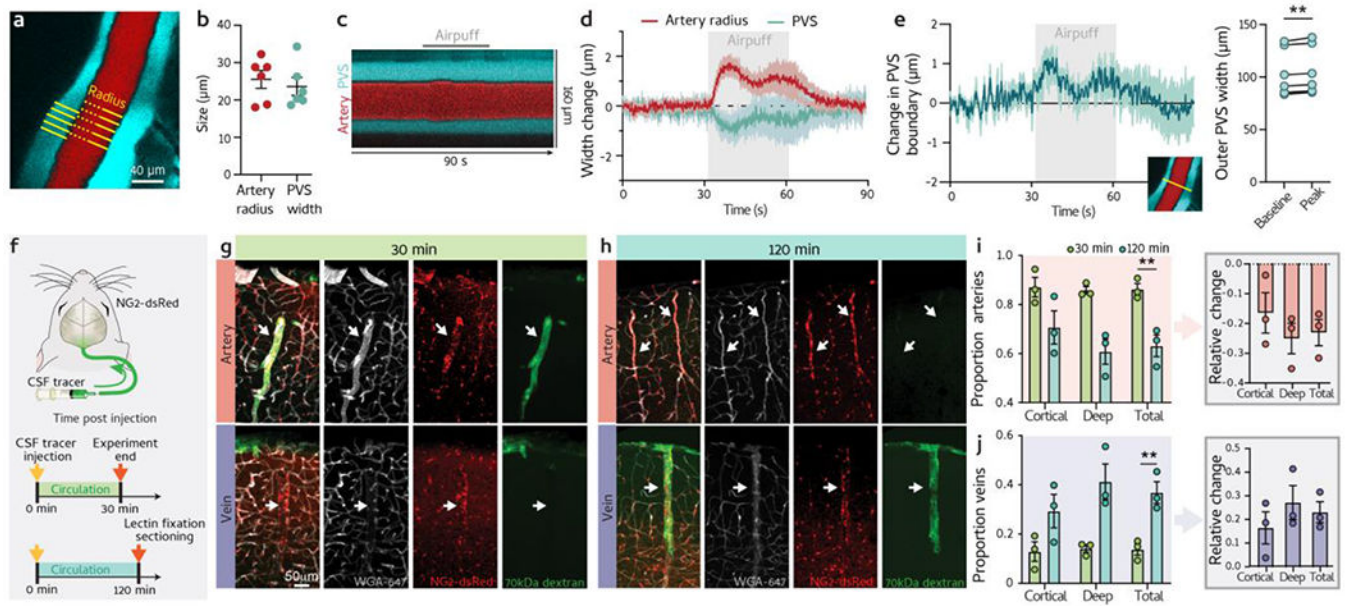 a
Radius
40 µm
b
Size (µm)
40
30
20
10
0
Artery
radius
PVS
width
c
Airpuff
Artery PVS
160 µm
90 s
d
Artery radius
PVS
Airpuff
Width change (µm)
2
0
-2
0
30
60
90
Time (s)
e
Airpuff
Change in PVS
boundary (µm)
2
1
0
-1
-2
0
30
60
Time (s)
**
Outer PVS width (µm)
150
100
50
Baseline
Peak
f
NG2-dsRed
CSF tracer
Time post injection
CSF tracer
injection
Experiment
end
Circulation
0 min
30 min
Lectin fixation
sectioning
Circulation
0 min
120 min
g
30 min
Artery
Vein
50µm
WGA-647
NG2-dsRed
70kDa dextran
h
120 min
WGA-647
NG2-dsRed
70kDa dextran
i
30 min
120 min
**
Proportion arteries
1.0
0.8
0.6
0.4
Cortical
Deep
Total
Relative change
0.0
-0.1
-0.2
-0.3
-0.4
Cortical
Deep
Total
j
**
Proportion veins
0.6
0.4
0.2
0
Cortical
Deep
Total
Relative change
0.5
0.4
0.3
0.2
0.1
0.0
Cortical
Deep
Total